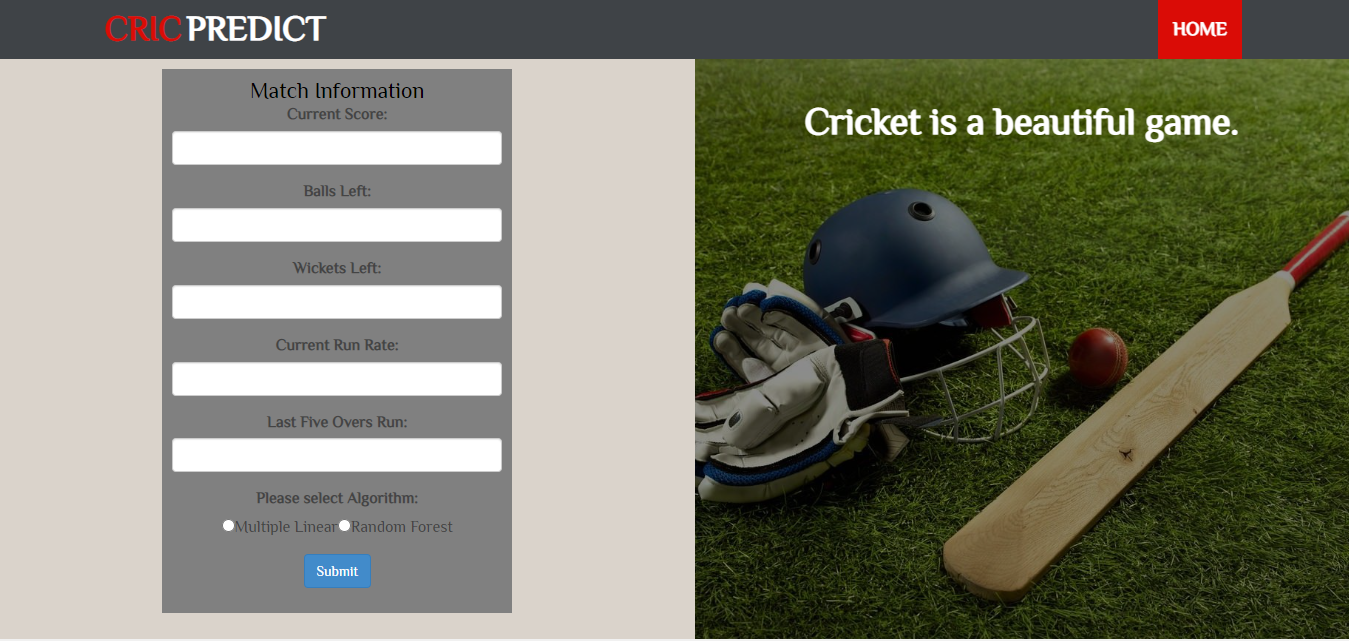 CRIC PREDICT
HOME
Match Information
Current Score:
Balls Left:
Wickets Left:
Current Run Rate:
Last Five Overs Run:
Please select Algorithm:
Multiple Linear Random Forest
Submit
Cricket is a beautiful game.